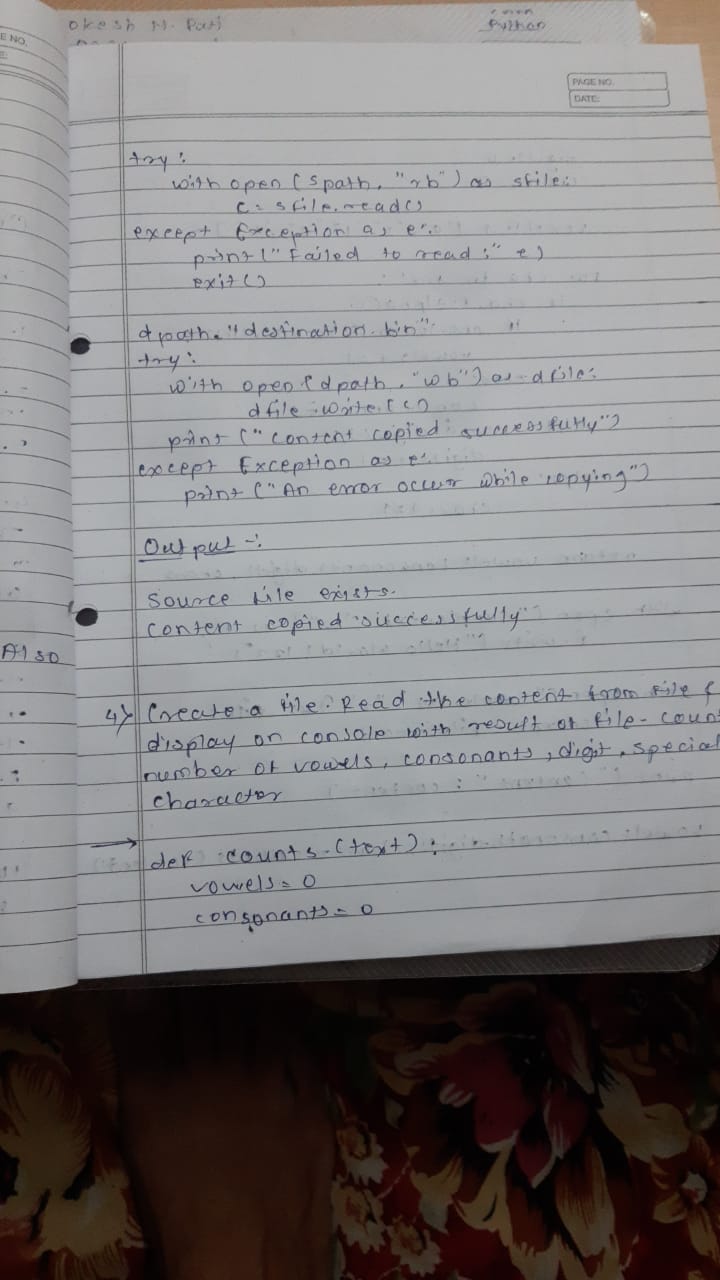 okesh N. Pati
Python
E NO.
E:
PAGE NO.
DATE:
try:
with open (spath, "rb") as sfile:
c = sfile.read()
except Exception as e:
print ("Failed to read:" e)
exit()
dpath = "destination.bin"
try:
with open (dpath, "wb") as dfile:
dfile.write(c)
print ("Content copied successfully")
except Exception as e:
print ("An error occur while copying")
Output -:
Source file exists.
Content copied successfully
A1 so
4) Create a file. Read the content from file &
display on console with result of file - count
number of vowels, consonants, digit, special
character
→ def counts (text):
vowels = 0
consonants = 0